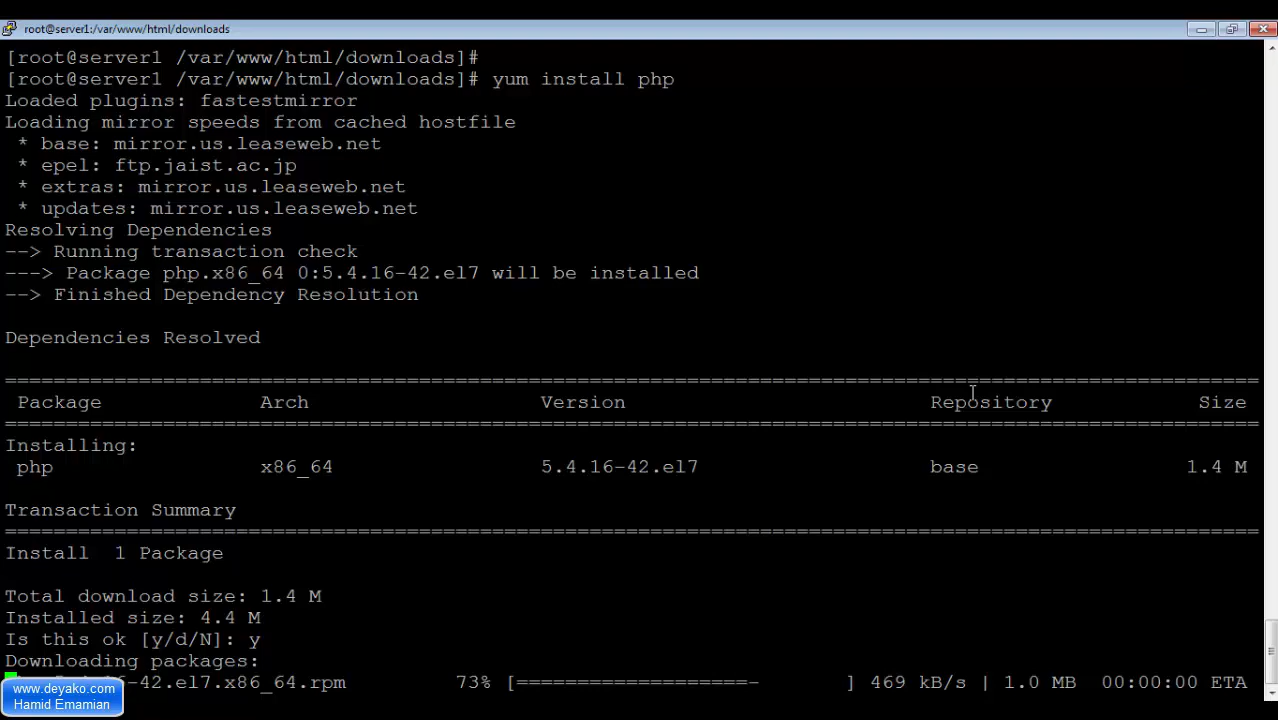 root@server1:/var/www/html/downloads
[root@server1 /var/www/html/downloads]#
[root@server1 /var/www/html/downloads]# yum install php
Loaded plugins: fastestmirror
Loading mirror speeds from cached hostfile
 * base: mirror.us.leaseweb.net
 * epel: ftp.jaist.ac.jp
 * extras: mirror.us.leaseweb.net
 * updates: mirror.us.leaseweb.net
Resolving Dependencies
--> Running transaction check
---> Package php.x86_64 0:5.4.16-42.el7 will be installed
--> Finished Dependency Resolution
Dependencies Resolved
================================================================================
Package Arch Version Repository Size
================================================================================
Installing:
php x86_64 5.4.16-42.el7 base 1.4 M
Transaction Summary
================================================================================
Install  1 Package
Total download size: 1.4 M
Installed size: 4.4 M
Is this ok [y/d/N]: y
Downloading packages:
-42.el7.x86_64.rpm 73% [===================- ] 469 kB/s | 1.0 MB 00:00:00 ETA
www.deyako.com
Hamid Emamian